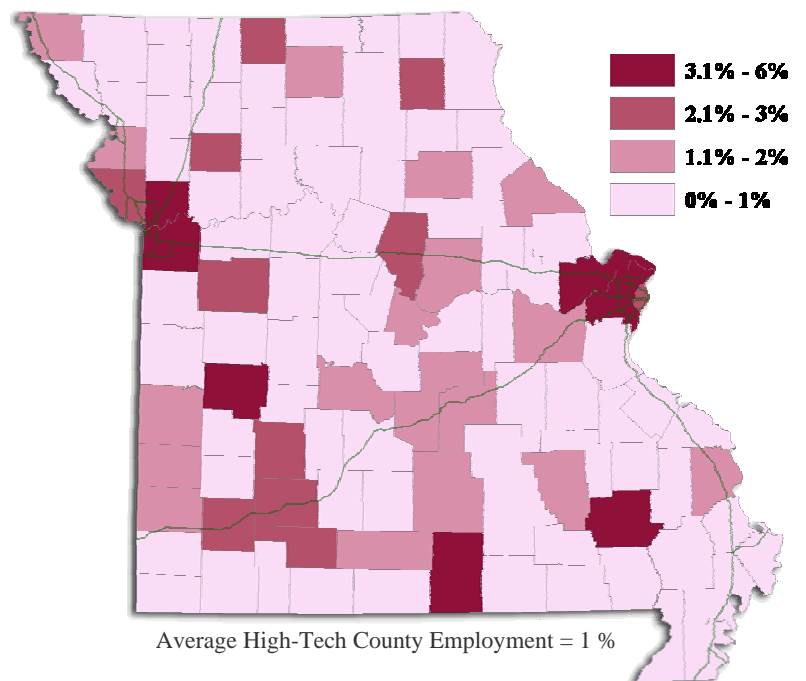 3.1% - 6%
2.1% - 3%
1.1% - 2%
0% - 1%
Average High-Tech County Employment = 1 %